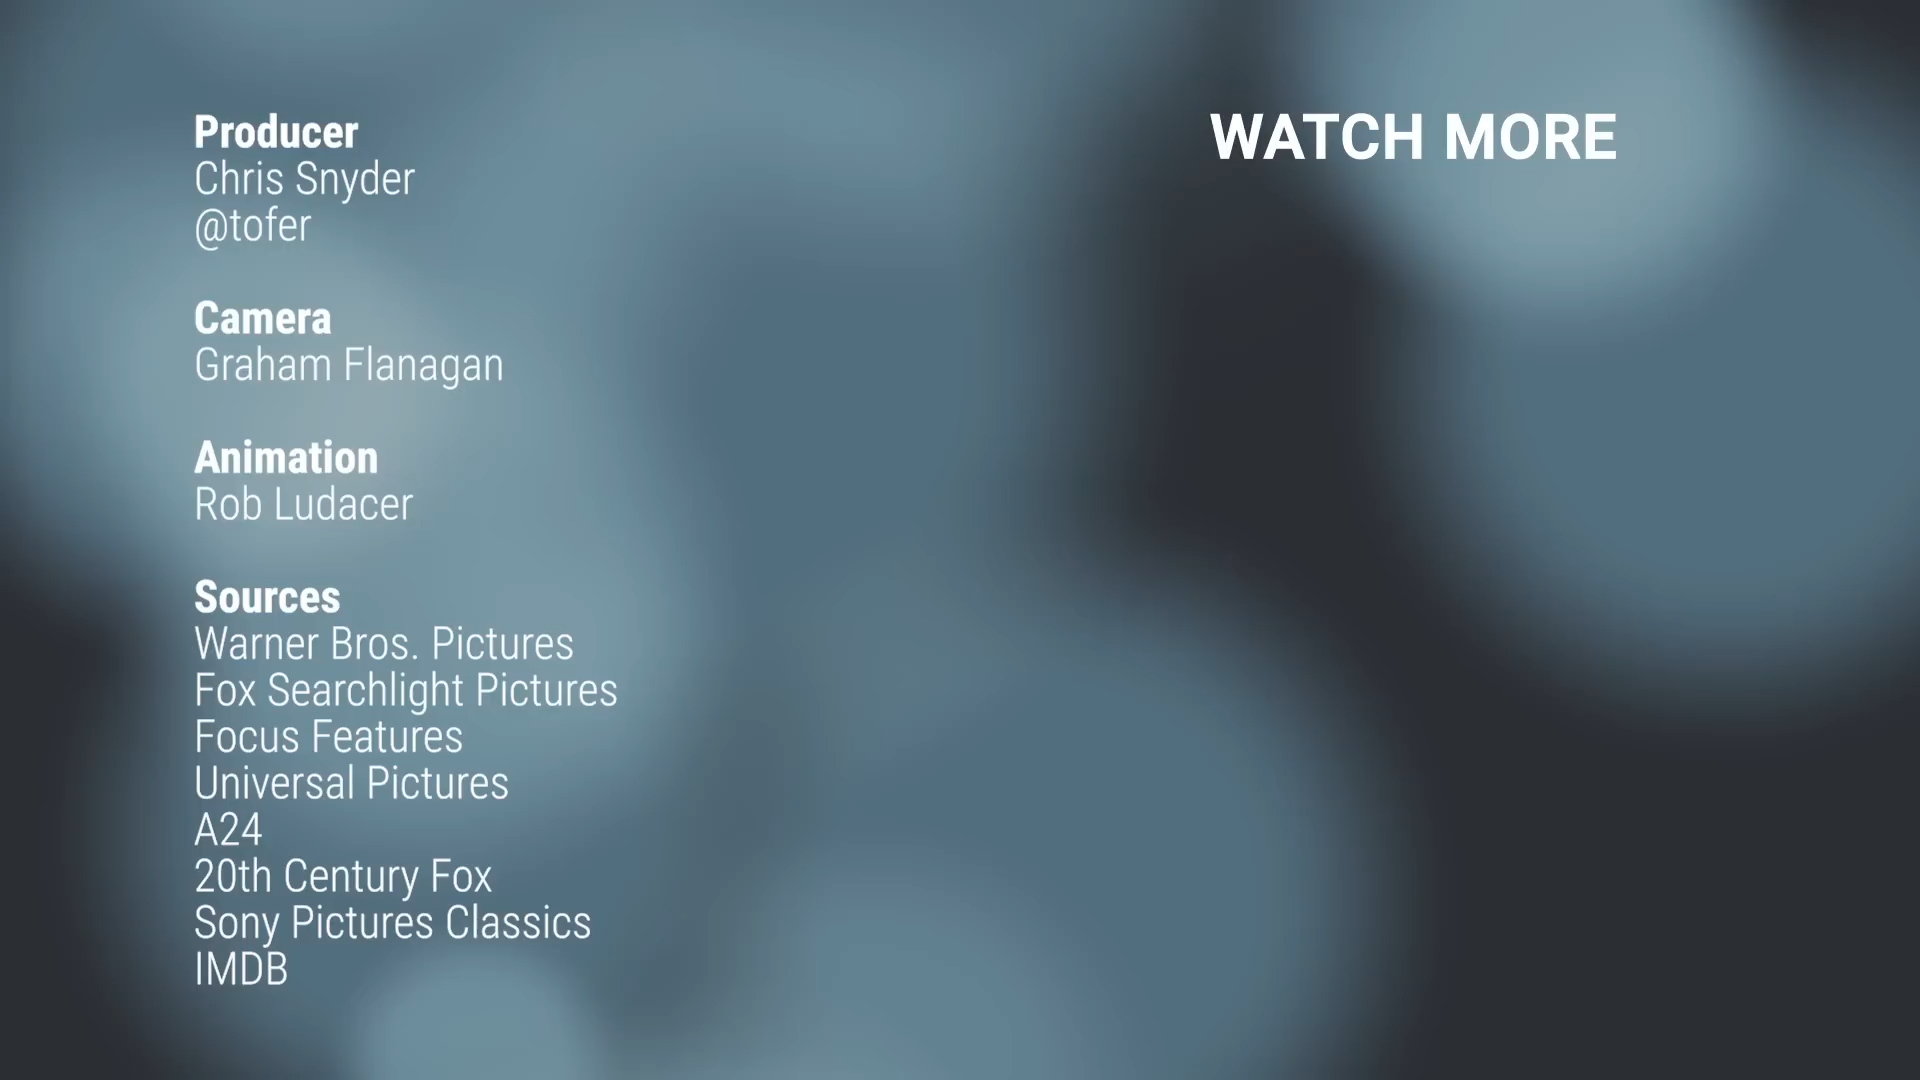 Producer
Chris Snyder
@tofer
Camera
Graham Flanagan
Animation
Rob Ludacer
Sources
Warner Bros. Pictures
Fox Searchlight Pictures
Focus Features
Universal Pictures
A24
20th Century Fox
Sony Pictures Classics
IMDB
WATCH MORE